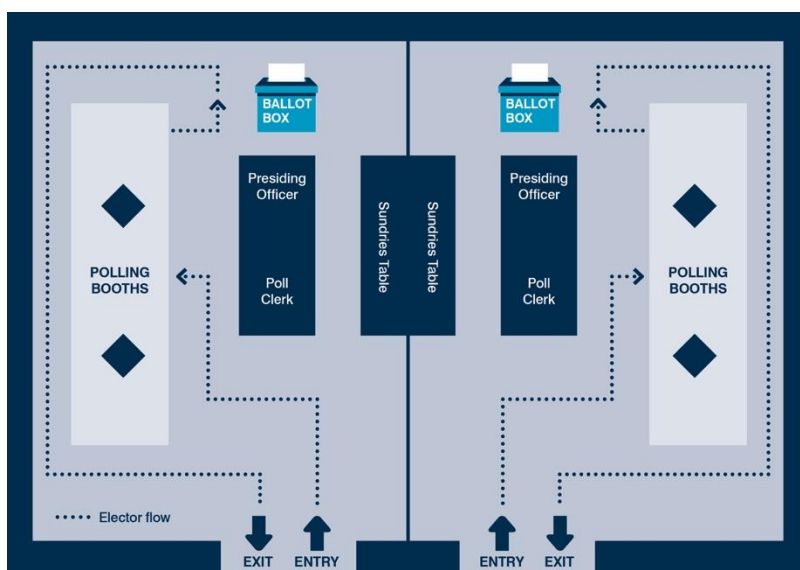 BALLOT
BOX
BALLOT
BOX
Presiding
Officer
Presiding
Officer
Sundries Table
Sundries Table
POLLING
BOOTHS
Poll
Clerk
Poll
Clerk
POLLING
BOOTHS
Elector flow
EXIT
ENTRY
ENTRY
EXIT